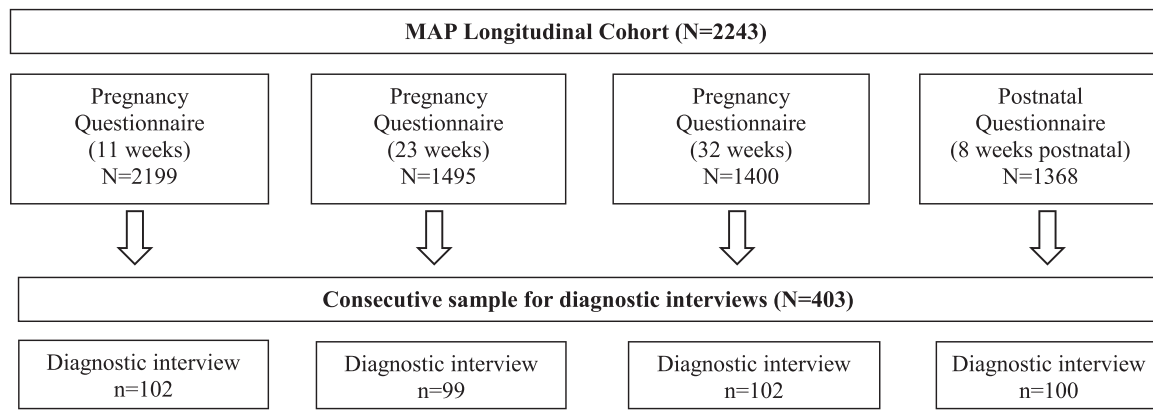 MAP Longitudinal Cohort (N=2243)
Pregnancy
Questionnaire
(11 weeks)
N=2199
Pregnancy
Questionnaire
(23 weeks)
N=1495
Pregnancy
Questionnaire
(32 weeks)
N=1400
Postnatal
Questionnaire
(8 weeks postnatal)
N=1368
Consecutive sample for diagnostic interviews (N=403)
Diagnostic interview
n=102
Diagnostic interview
n=99
Diagnostic interview
n=102
Diagnostic interview
n=100